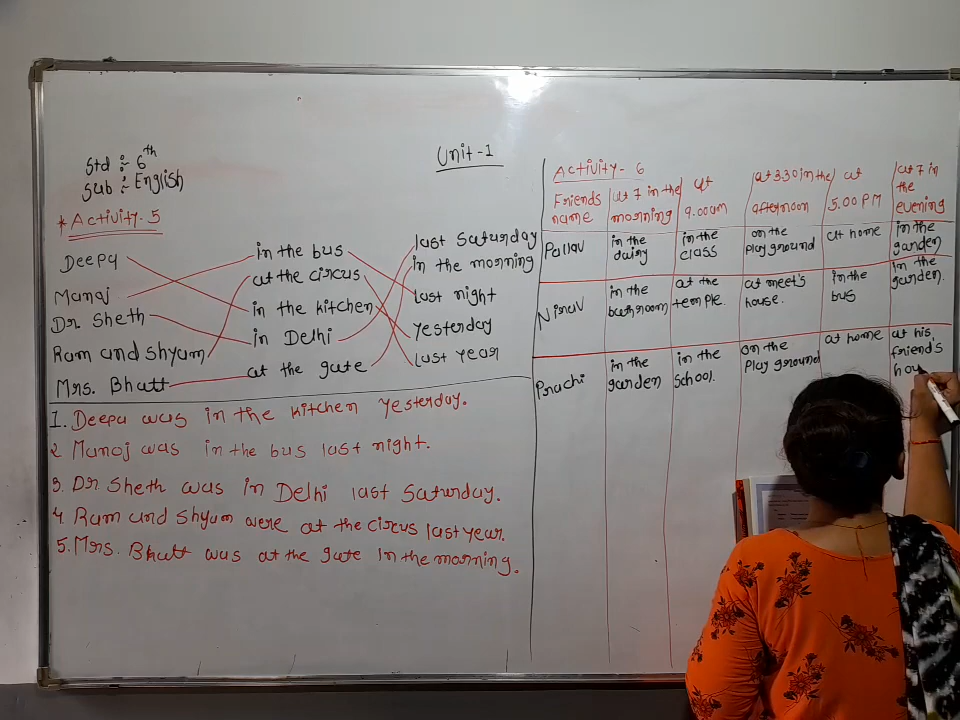 Std :- 6th
Sub :- English
Unit-1
* Activity-5
Deepa
Manoj
Dr. Sheth
Ram and Shyam
Mrs. Bhatt
in the bus
at the circus
in the kitchen
in Delhi
at the gate
last Saturday
in the morning
last night
yesterday
last year
1. Deepa was in the kitchen yesterday.
2 Manoj was in the bus last night.
3. Dr. Sheth was in Delhi last Saturday.
4. Ram and Shyam were at the circus last year.
5. Mrs. Bhatt was at the gate in the morning.
Activity-6
Friends name
at 7 in the morning
at 9.00am
at 330 in the afternoon
at 5.00 PM
at 7 in the evening
Pallav
in the dairy
in the class
on the play ground
at home
in the garden
Nirav
in the bathroom
at the temple.
at meet's house.
in the bus
in the garden.
Prachi
in the garden
in the school.
on the play ground
at home
at his friend's hou